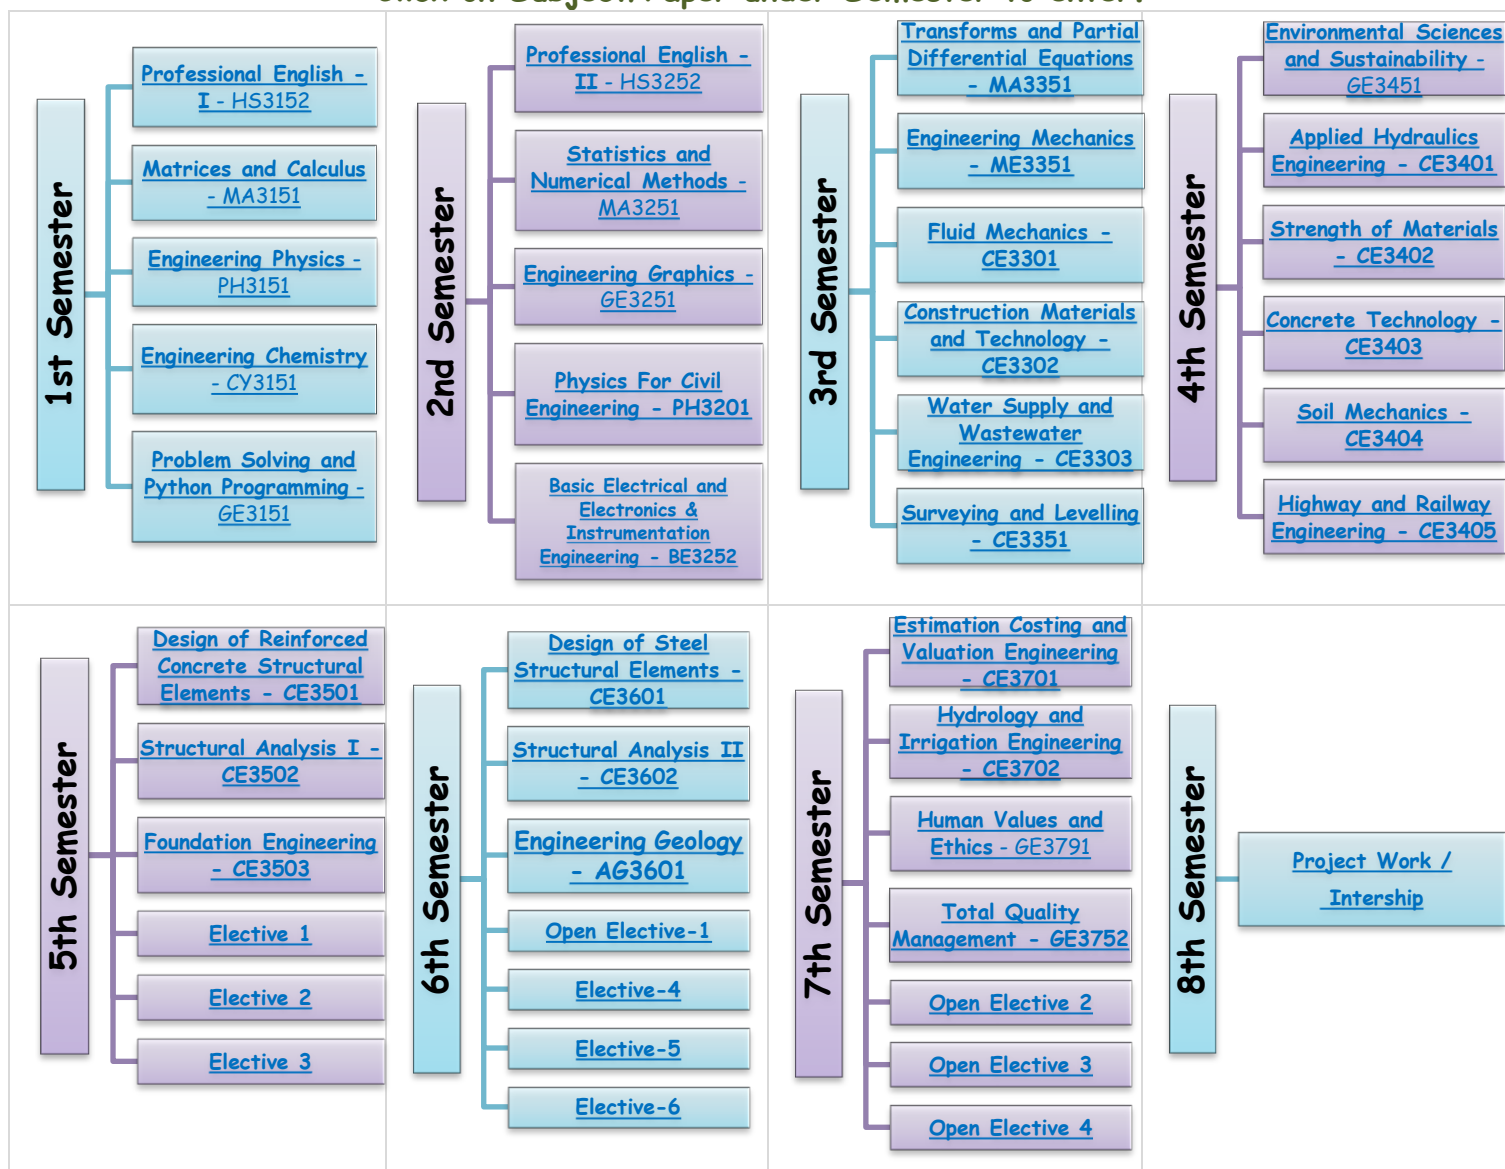 Click on Subject/Paper under Semester to enter.
1st Semester
Professional English -
I - HS3152
Matrices and Calculus
- MA3151
Engineering Physics -
PH3151
Engineering Chemistry
- CY3151
Problem Solving and
Python Programming -
GE3151
2nd Semester
Professional English -
II - HS3252
Statistics and
Numerical Methods -
MA3251
Engineering Graphics -
GE3251
Physics For Civil
Engineering - PH3201
Basic Electrical and
Electronics &
Instrumentation
Engineering - BE3252
3rd Semester
Transforms and Partial
Differential Equations
- MA3351
Engineering Mechanics
- ME3351
Fluid Mechanics -
CE3301
Construction Materials
and Technology -
CE3302
Water Supply and
Wastewater
Engineering - CE3303
Surveying and Levelling
- CE3351
4th Semester
Environmental Sciences
and Sustainability -
GE3451
Applied Hydraulics
Engineering - CE3401
Strength of Materials
- CE3402
Concrete Technology -
CE3403
Soil Mechanics -
CE3404
Highway and Railway
Engineering - CE3405
5th Semester
Design of Reinforced
Concrete Structural
Elements - CE3501
Structural Analysis I -
CE3502
Foundation Engineering
- CE3503
Elective 1
Elective 2
Elective 3
6th Semester
Design of Steel
Structural Elements -
CE3601
Structural Analysis II
- CE3602
Engineering Geology
- AG3601
Open Elective-1
Elective-4
Elective-5
Elective-6
7th Semester
Estimation Costing and
Valuation Engineering
- CE3701
Hydrology and
Irrigation Engineering
- CE3702
Human Values and
Ethics - GE3791
Total Quality
Management - GE3752
Open Elective 2
Open Elective 3
Open Elective 4
8th Semester
Project Work /
Intership